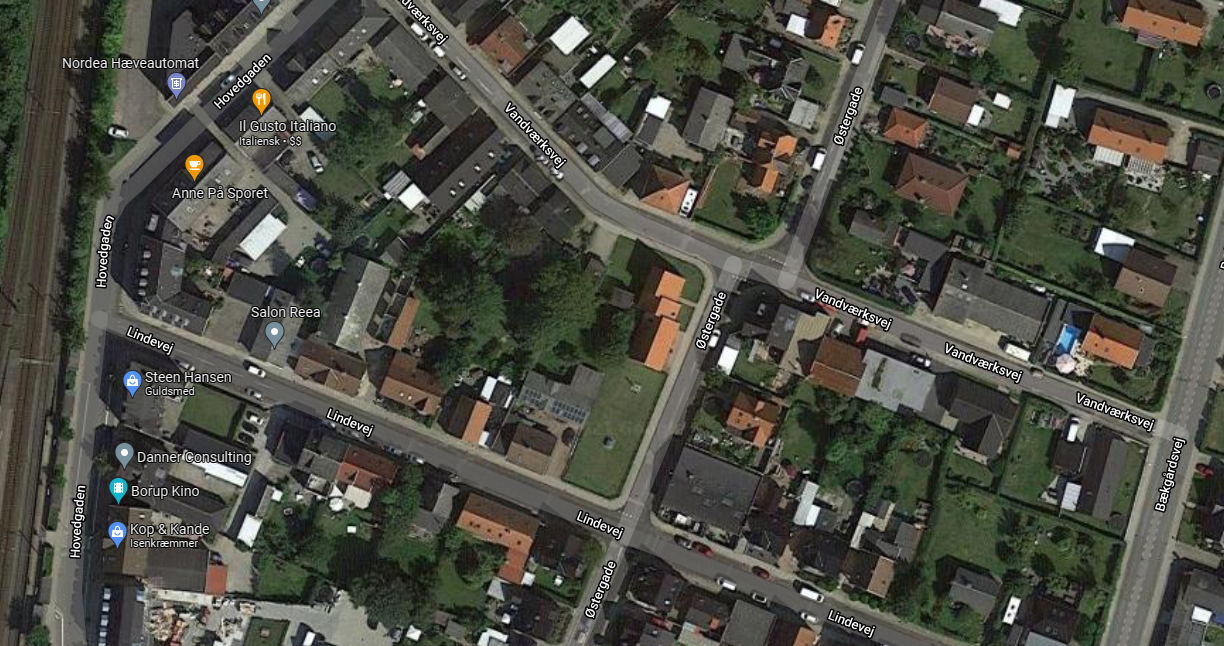 dværksvej
Nordea Hæveautomat
Hovedgaden
Il Gusto Italiano
Italiensk • $$
Vandværksvej
Østergade
Anne På Sporet
Hovedgaden
Salon Reea
Lindevej
Østergade
Vandværksvej
Vandværksvej
Vandværksvej
Steen Hansen
Guldsmed
Lindevej
Danner Consulting
Borup Kino
Kop & Kande
Isenkræmmer
Hovedgaden
Bækgårdsvej
Lindevej
Østergade
Lindevej